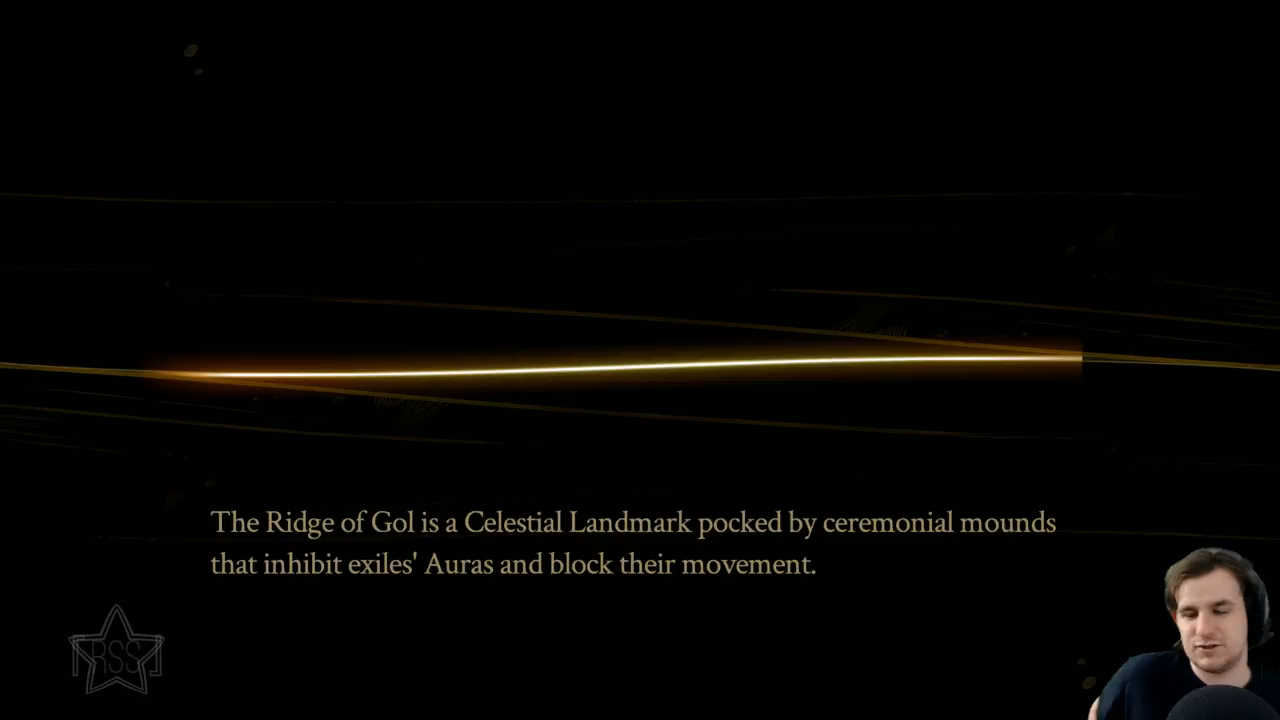 The Ridge of Gol is a Celestial Landmark pocked by ceremonial mounds
that inhibit exiles' Auras and block their movement.
RSS